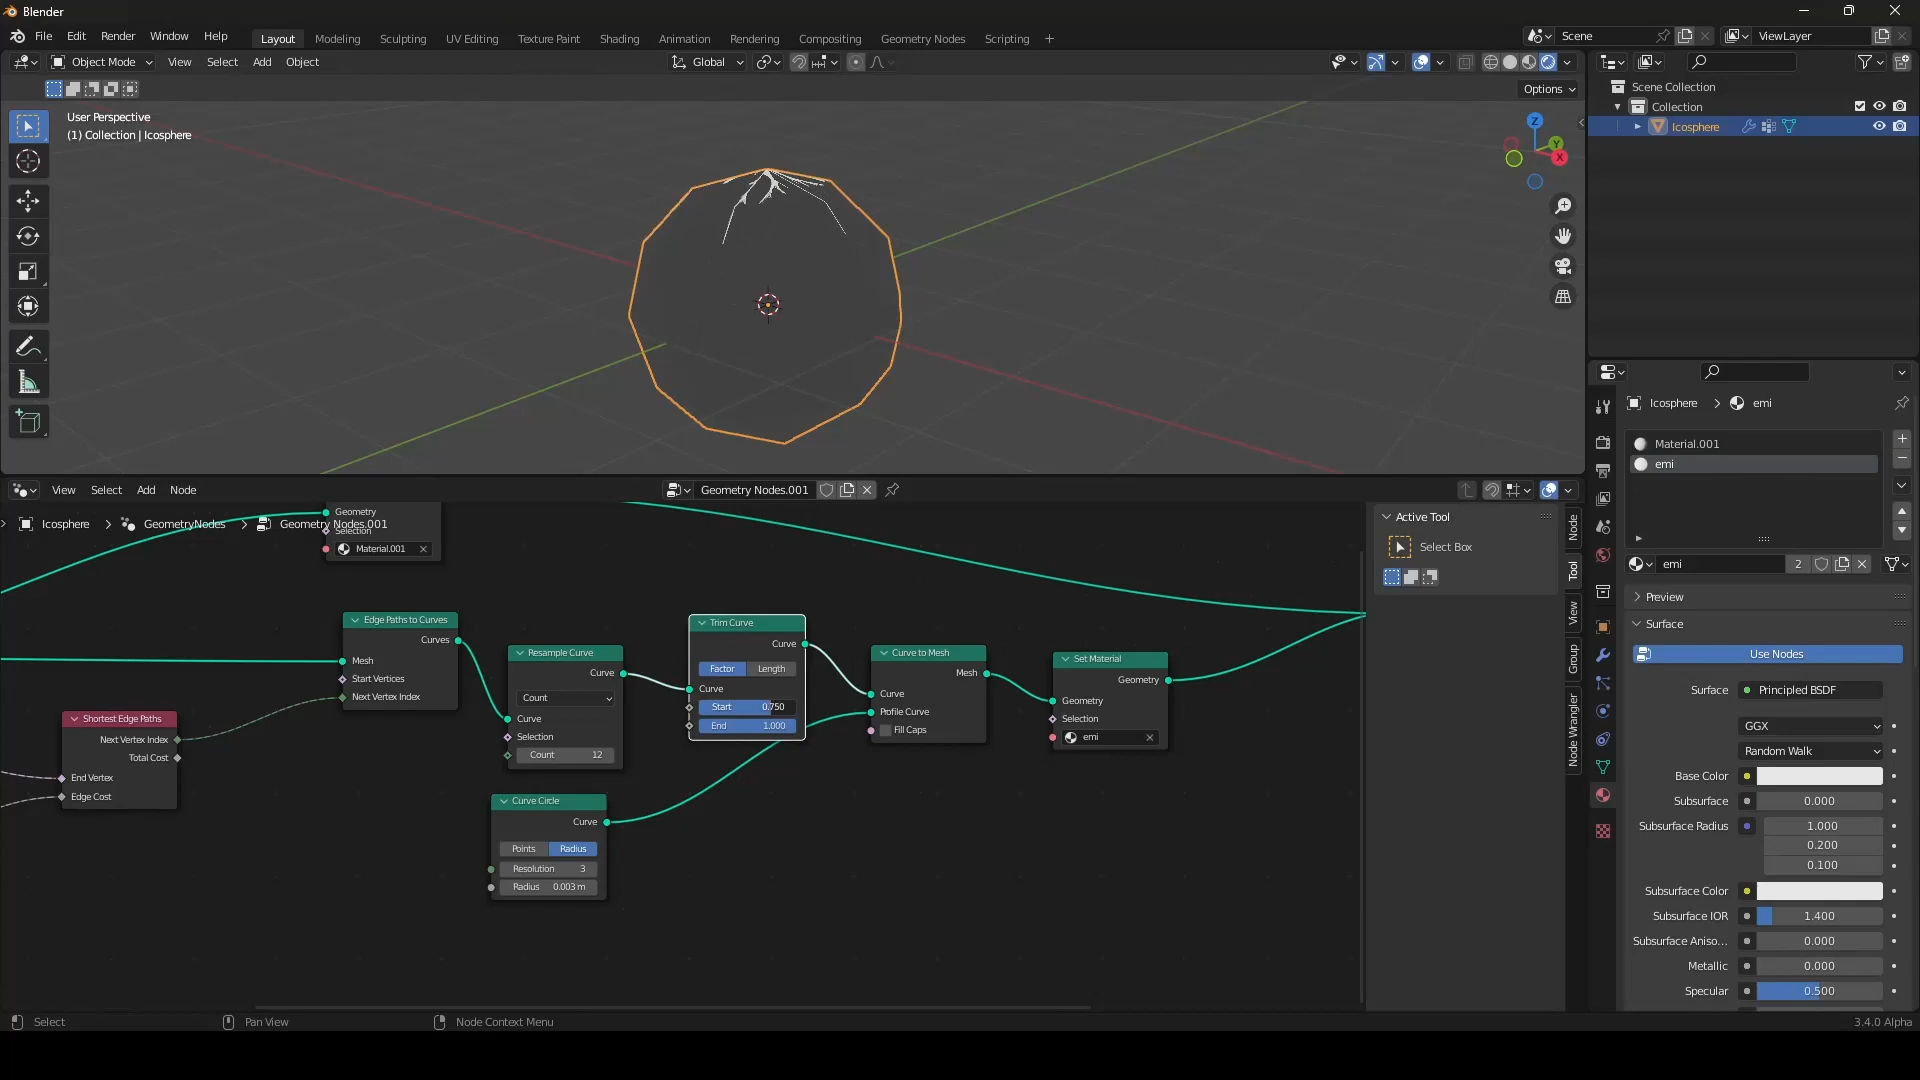 Blender
File Edit Render Window Help
Layout Modeling Sculpting UV Editing Texture Paint Shading Animation Rendering Compositing Geometry Nodes Scripting +
Scene
ViewLayer
Object Mode View Select Add Object
Global
Options
User Perspective
(1) Collection | Icosphere
Z
Y
X
Scene Collection
Collection
Icosphere
Icosphere > emi
Material.001
emi
emi 2
Preview
Surface
Use Nodes
Surface Principled BSDF
GGX
Random Walk
Base Color
Subsurface 0.000
Subsurface Radius 1.000
0.200
0.100
Subsurface Color
Subsurface IOR 1.400
Subsurface Aniso... 0.000
Metallic 0.000
Specular 0.500
View Select Add Node
Geometry Nodes.001
Icosphere > GeometryNodes > Geometry Nodes.001
Geometry
Selection
Material.001
Edge Paths to Curves
Curves
Mesh
Start Vertices
Next Vertex Index
Shortest Edge Paths
Next Vertex Index
Total Cost
End Vertex
Edge Cost
Resample Curve
Curve
Count
Curve
Selection
Count 12
Curve Circle
Curve
Points Radius
Resolution 3
Radius 0.003 m
Trim Curve
Curve
Factor Length
Curve
Start 0.750
End 1.000
Curve to Mesh
Mesh
Curve
Profile Curve
Fill Caps
Set Material
Geometry
Geometry
Selection
emi
Active Tool
Select Box
Node
Tool
View
Group
Node Wrangler
Select
Pan View
Node Context Menu
3.4.0 Alpha